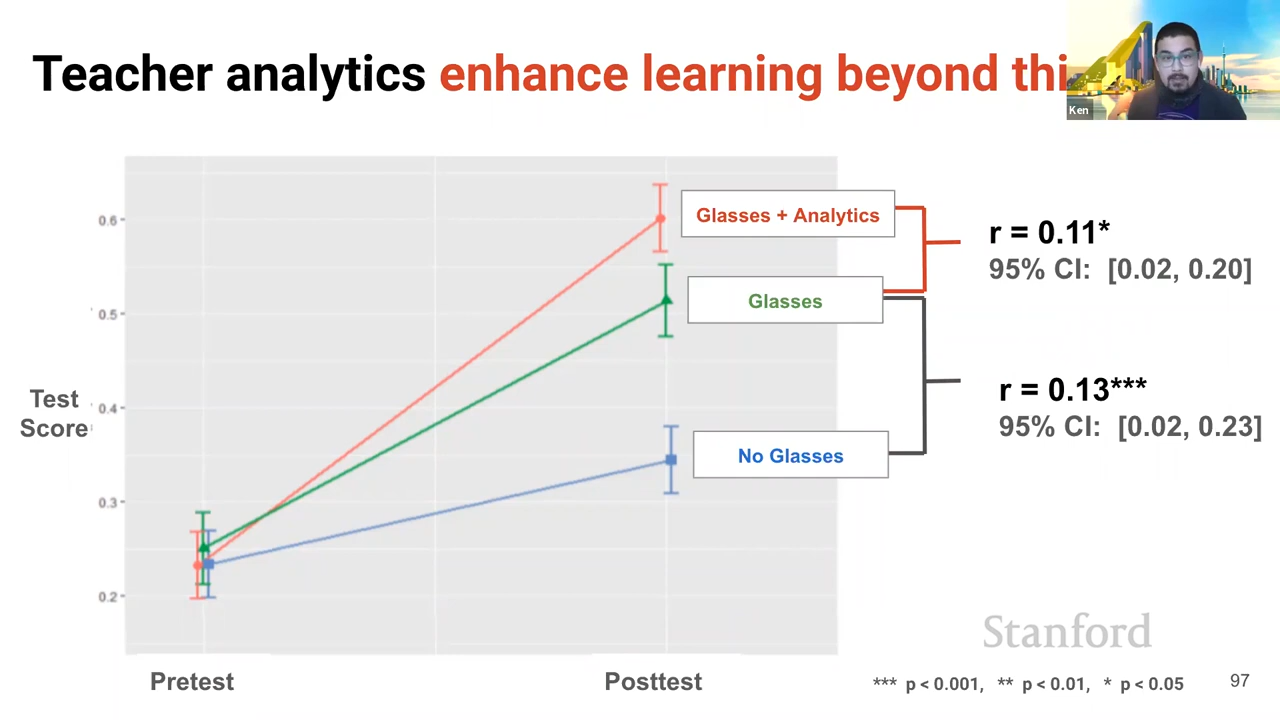 Teacher analytics enhance learning beyond thi
Ken
0.6
0.5
0.4
0.3
0.2
Test
Score
Glasses + Analytics
Glasses
No Glasses
r = 0.11*
95% CI: [0.02, 0.20]
r = 0.13***
95% CI: [0.02, 0.23]
Stanford
Pretest
Posttest
*** p < 0.001, ** p < 0.01, * p < 0.05
97